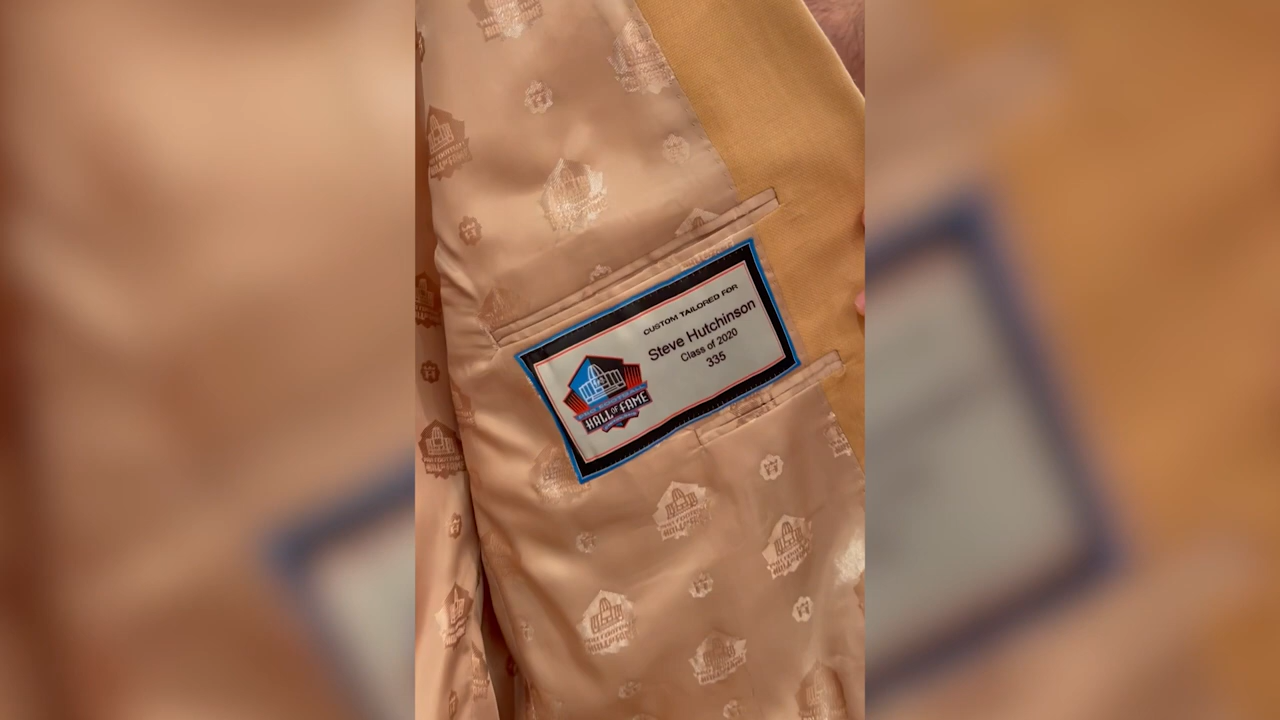 CUSTOM TAILORED FOR
Steve Hutchinson
Class of 2020
335
HALL OF FAME